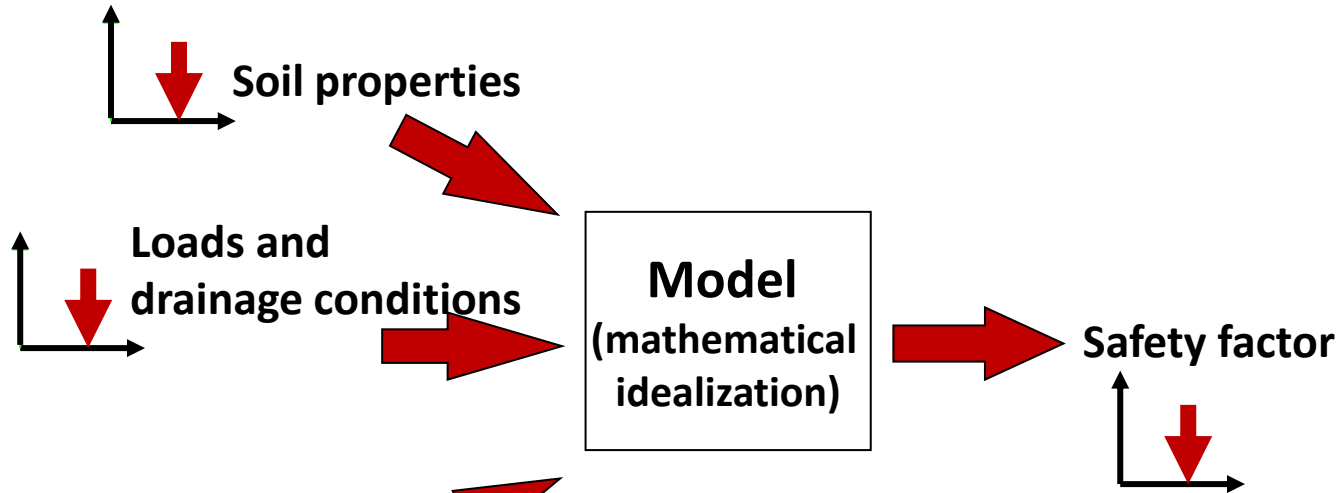 Soil properties
Loads and
drainage conditions
Model
(mathematical
idealization)
Safety factor